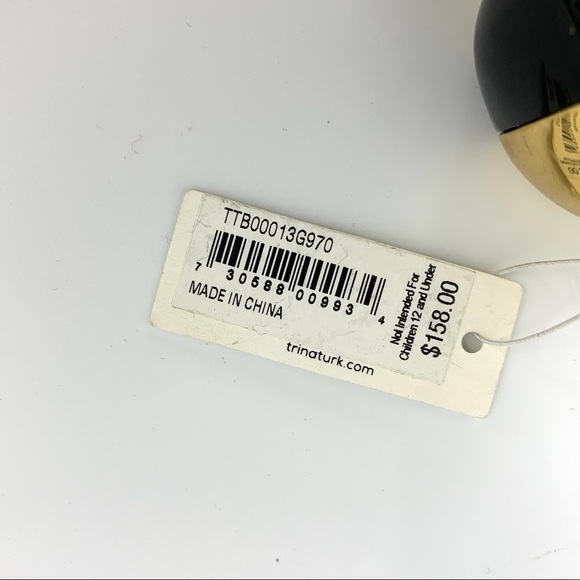 TTB00013G970
7 30588 00993 4
MADE IN CHINA
Not Intended For
Children 12 and Under
$158.00
trinaturk.com